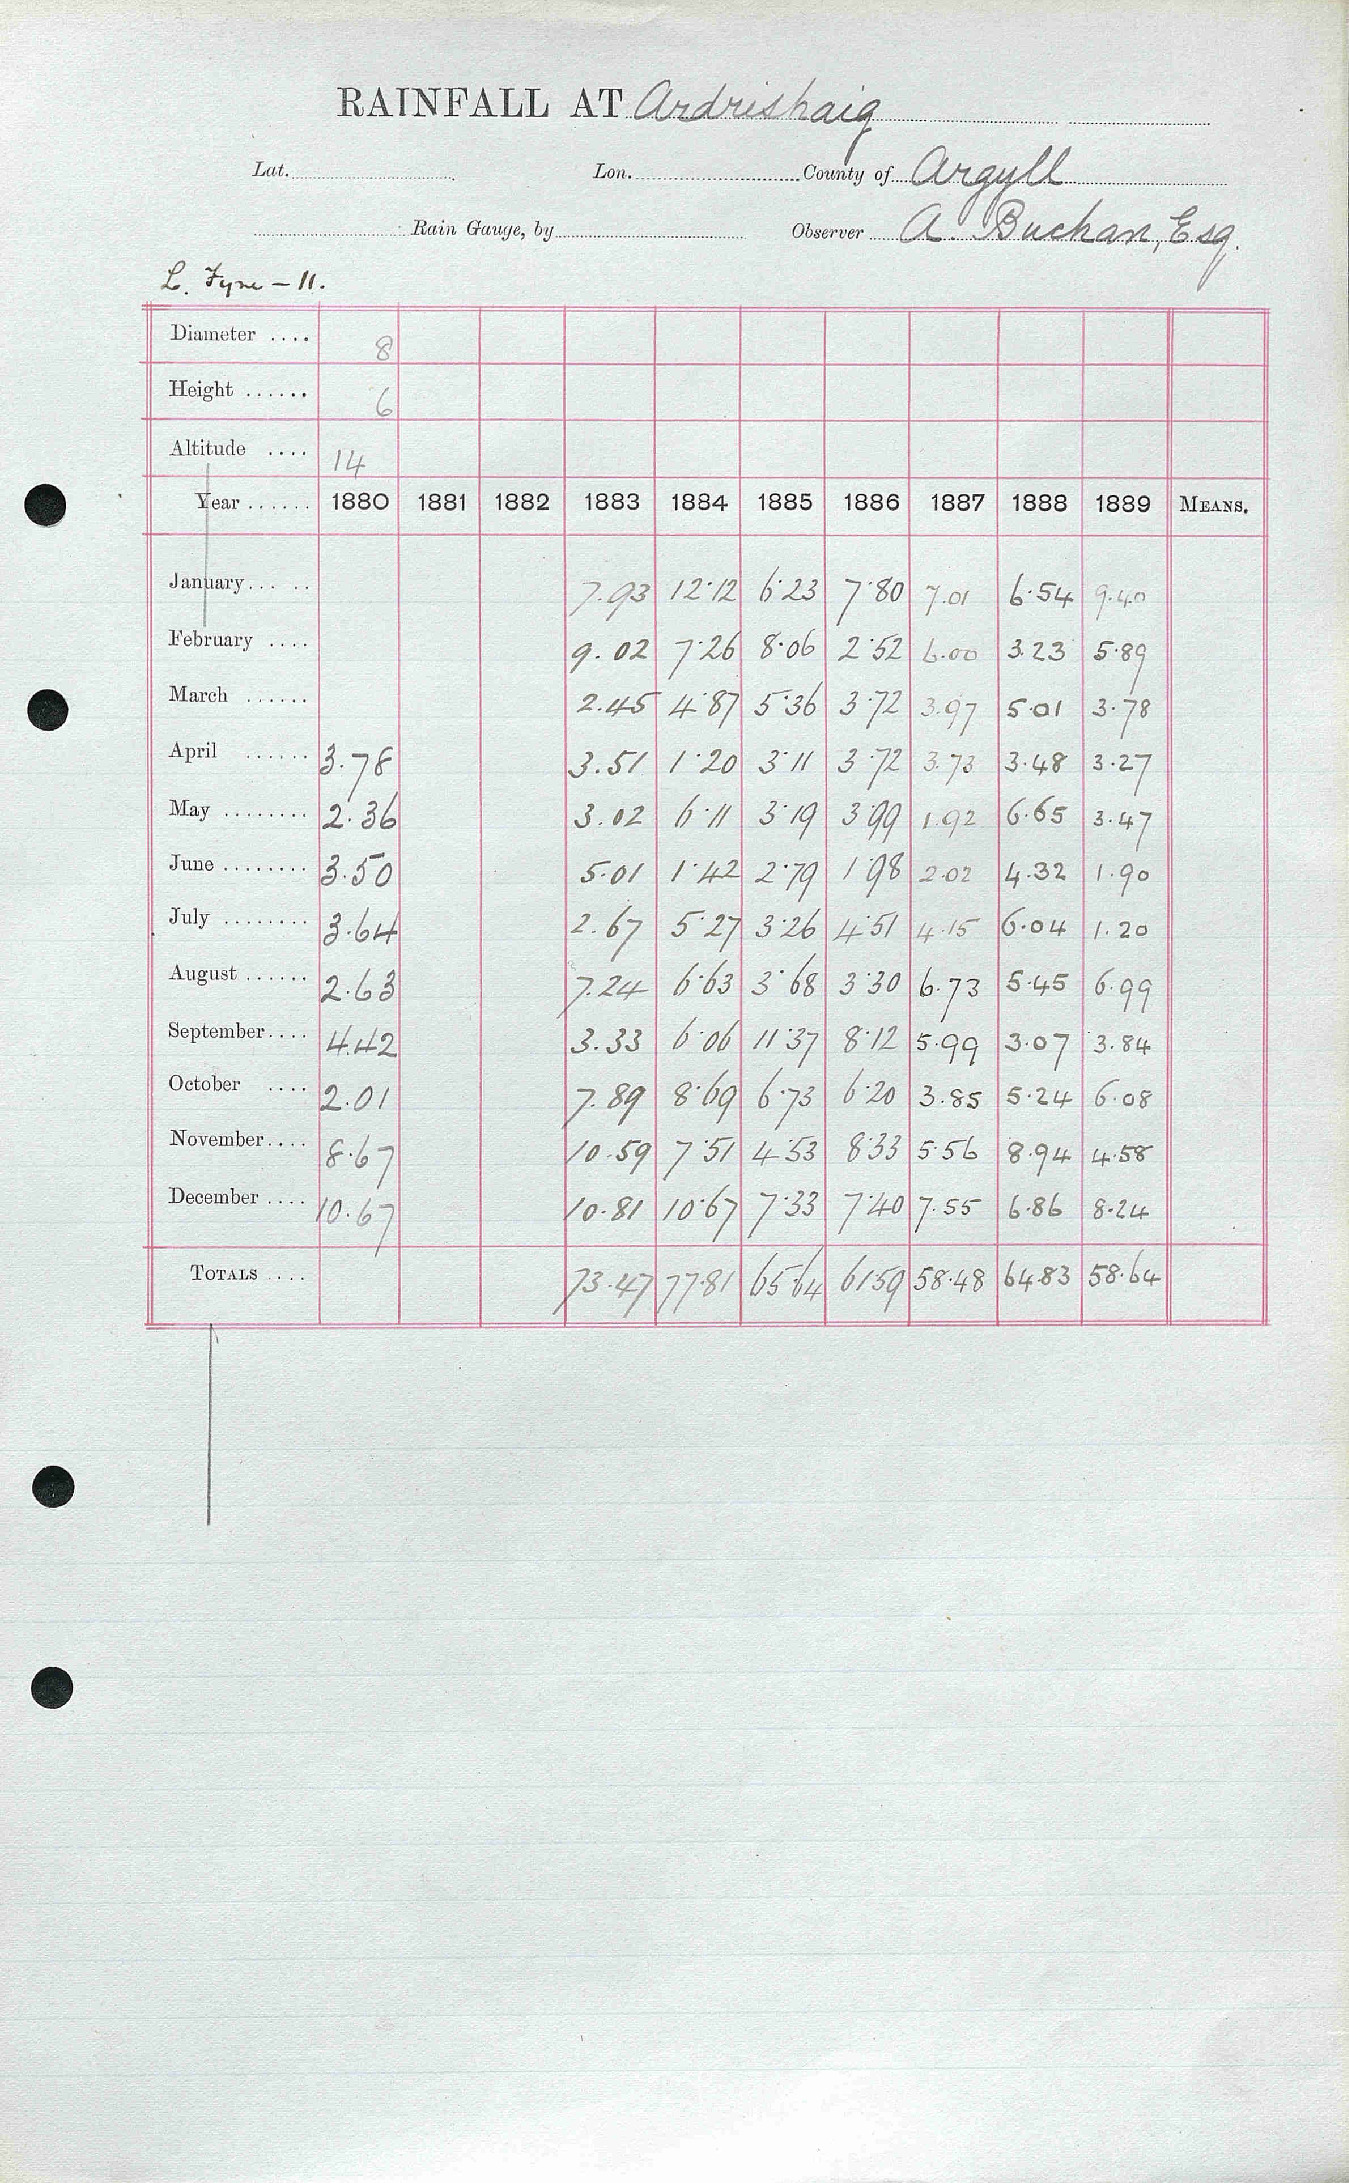 RAINFALL AT Ardrishaig
Lat. Lon. County of Argyll
Rain Gauge, by Observer A. Buchan, Esq.
L. Fyne – 11.
Diameter .... 8
Height ...... 6
Altitude .... 14
Year ...... 1880 1881 1882 1883 1884 1885 1886 1887 1888 1889 MEANS.
January... .. 7.93 12.12 6.23 7.80 7.01 6.54 9.40
February .... 9.02 7.26 8.06 2.52 6.00 3.23 5.89
March ...... 2.45 4.87 5.36 3.72 3.97 5.01 3.78
April ...... 3.78 3.51 1.20 3.11 3.72 3.73 3.48 3.27
May ........ 2.36 3.02 6.11 3.19 3.99 1.92 6.65 3.47
June ........ 3.50 5.01 1.42 2.79 1.98 2.02 4.32 1.90
July ........ 3.64 2.67 5.27 3.26 4.51 4.15 6.04 1.20
August ...... 2.63 7.24 6.63 3.68 3.30 6.73 5.45 6.99
September.... 4.42 3.33 6.06 11.37 8.12 5.99 3.07 3.84
October .... 2.01 7.89 8.69 6.73 6.20 3.85 5.24 6.08
November.... 8.67 10.59 7.51 4.53 8.33 5.56 8.94 4.58
December .... 10.67 10.81 10.67 7.33 7.40 7.55 6.86 8.24
TOTALS .... 73.47 77.81 65.64 61.59 58.48 64.83 58.64